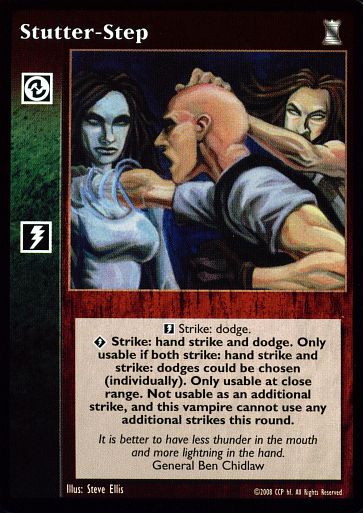 Stutter-Step
Strike: dodge.
Strike: hand strike and dodge. Only
usable if both strike: hand strike and
strike: dodges could be chosen
(individually). Only usable at close
range. Not usable as an additional
strike, and this vampire cannot use any
additional strikes this round.
It is better to have less thunder in the mouth
and more lightning in the hand.
General Ben Chidlaw
Illus: Steve Ellis
©2008 CCP hf. All Rights Reserved